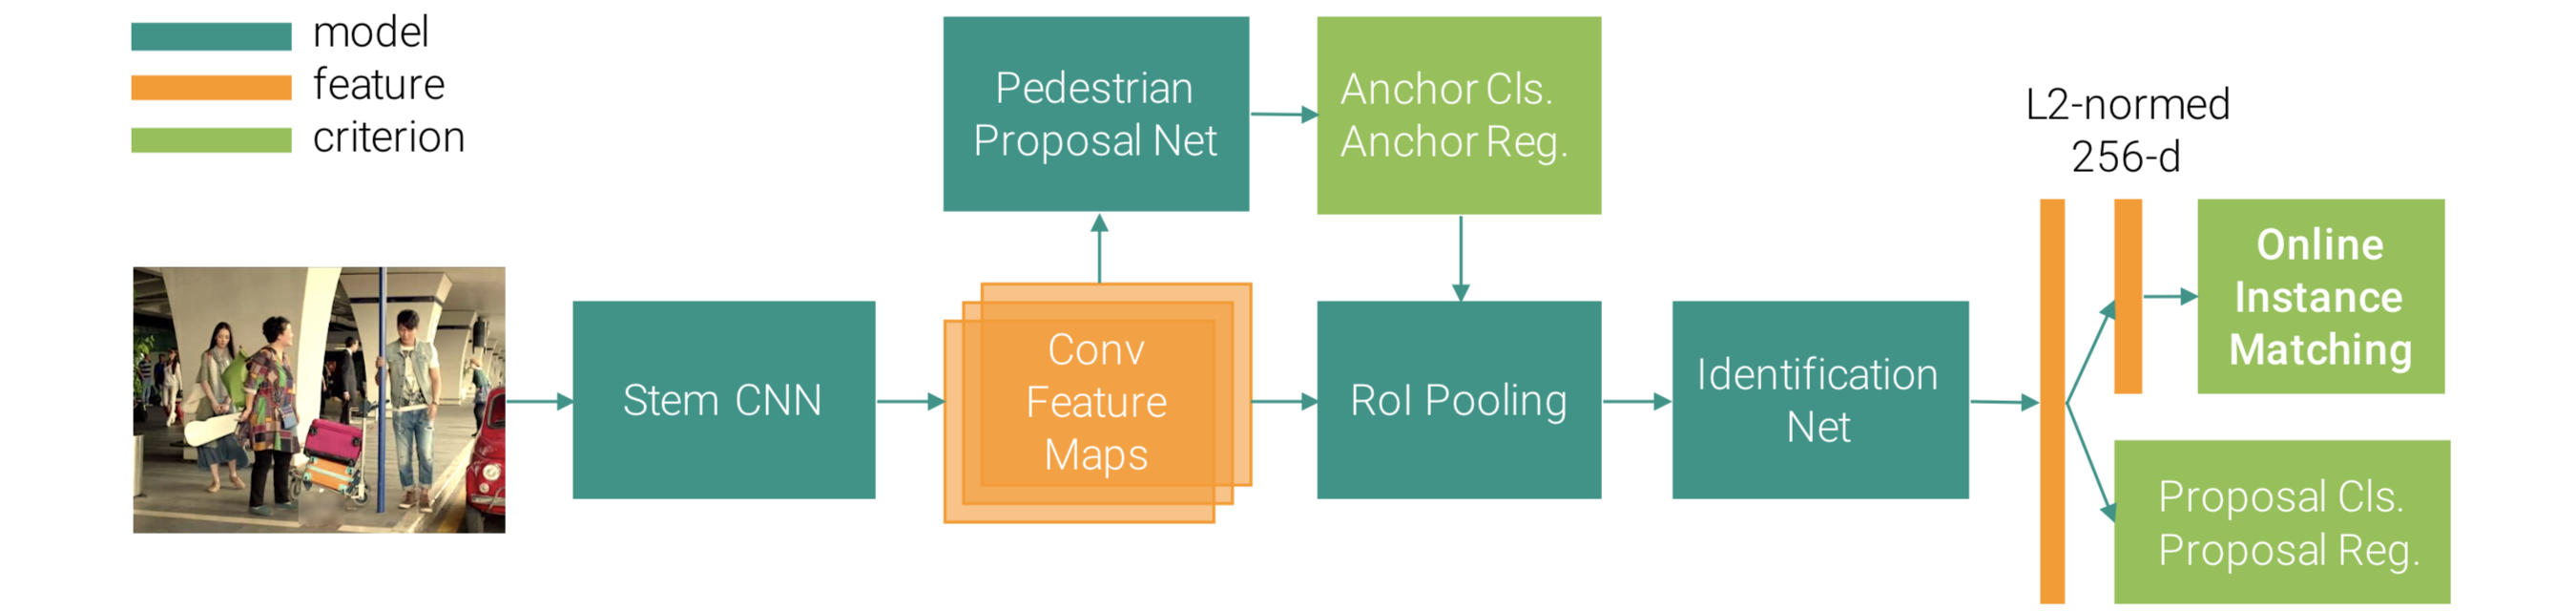 model
feature
criterion
Pedestrian
Proposal Net
Anchor Cls.
Anchor Reg.
L2-normed
256-d
Stem CNN
Conv
Feature
Maps
RoI Pooling
Identification
Net
Online
Instance
Matching
Proposal Cls.
Proposal Reg.